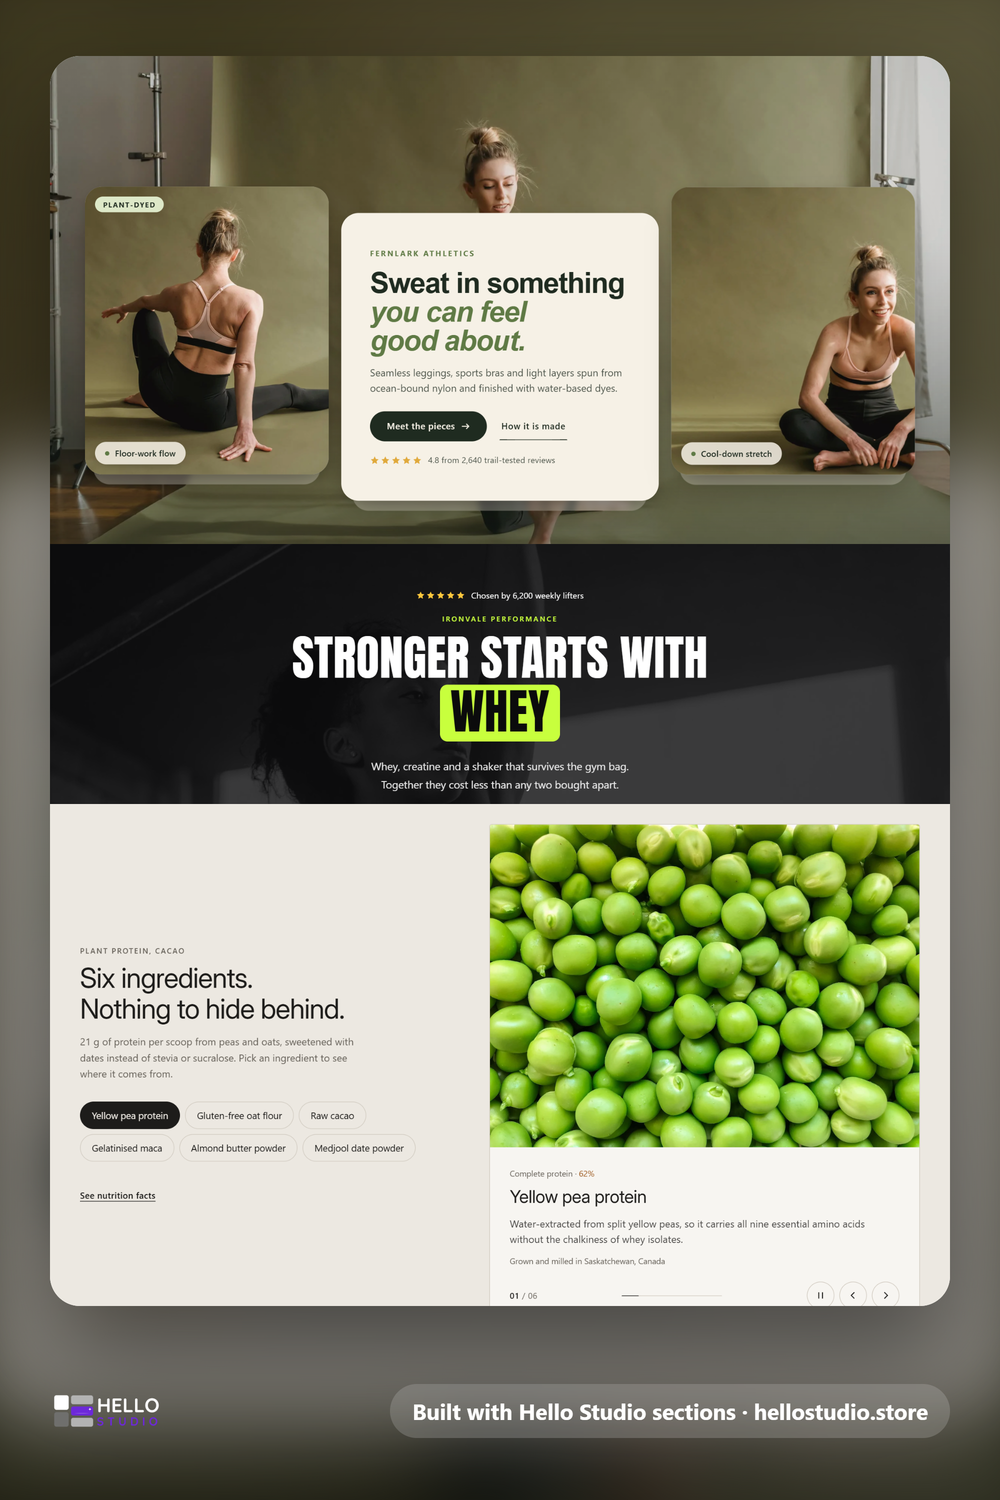 PLANT-DYED
Floor-work flow
FERNLARK ATHLETICS
Sweat in something
you can feel
good about.
Seamless leggings, sports bras and light layers spun from
ocean-bound nylon and finished with water-based dyes.
Meet the pieces →
How it is made
★★★★★ 4.8 from 2,640 trail-tested reviews
Cool-down stretch
★★★★★ Chosen by 6,200 weekly lifters
IRONVALE PERFORMANCE
STRONGER STARTS WITH
WHEY
Whey, creatine and a shaker that survives the gym bag.
Together they cost less than any two bought apart.
PLANT PROTEIN, CACAO
Six ingredients.
Nothing to hide behind.
21 g of protein per scoop from peas and oats, sweetened with
dates instead of stevia or sucralose. Pick an ingredient to see
where it comes from.
Yellow pea protein
Gluten-free oat flour
Raw cacao
Gelatinised maca
Almond butter powder
Medjool date powder
See nutrition facts
Complete protein · 62%
Yellow pea protein
Water-extracted from split yellow peas, so it carries all nine essential amino acids
without the chalkiness of whey isolates.
Grown and milled in Saskatchewan, Canada
01 / 06
HELLO
STUDIO
Built with Hello Studio sections · hellostudio.store